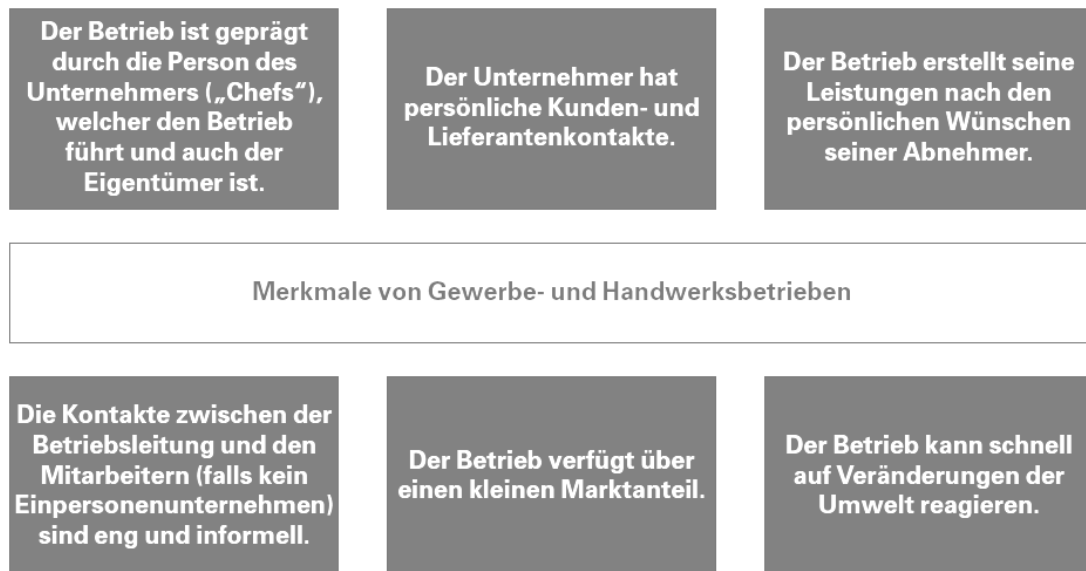 Der Betrieb ist geprägt
durch die Person des
Unternehmers („Chefs“),
welcher den Betrieb
führt und auch der
Eigentümer ist.
Der Unternehmer hat
persönliche Kunden- und
Lieferantenkontakte.
Der Betrieb erstellt seine
Leistungen nach den
persönlichen Wünschen
seiner Abnehmer.
Merkmale von Gewerbe- und Handwerksbetrieben
Die Kontakte zwischen der
Betriebsleitung und den
Mitarbeitern (falls kein
Einpersonenunternehmen)
sind eng und informell.
Der Betrieb verfügt über
einen kleinen Marktanteil.
Der Betrieb kann schnell
auf Veränderungen der
Umwelt reagieren.